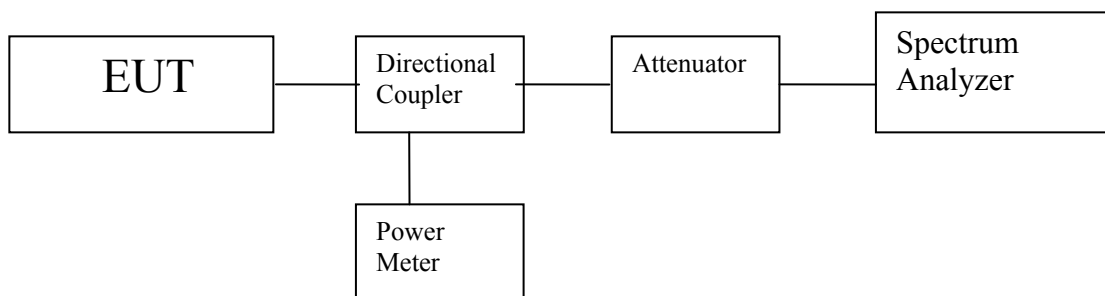 EUT
Directional
Coupler
Attenuator
Spectrum
Analyzer
Power
Meter